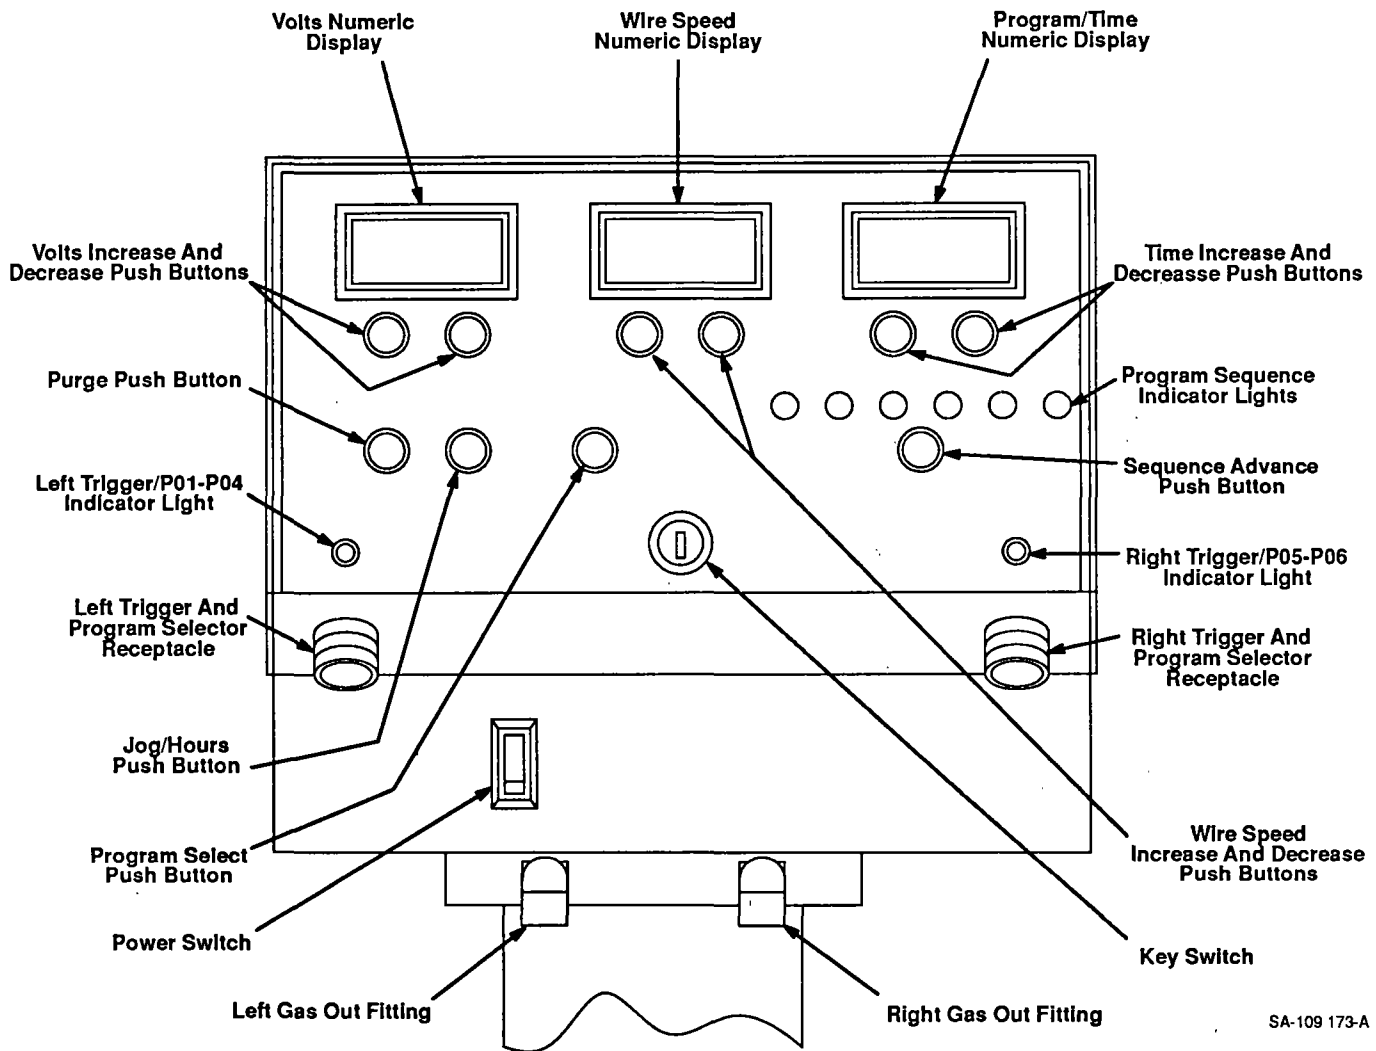 Volts Numeric
Display
Wire Speed
Numeric Display
Program/Time
Numeric Display
Volts Increase And
Decrease Push Buttons
Time Increase And
Decreasse Push Buttons
Purge Push Button
Program Sequence
Indicator Lights
Left Trigger/P01-P04
Indicator Light
Sequence Advance
Push Button
Right Trigger/P05-P06
Indicator Light
Left Trigger And
Program Selector
Receptacle
Right Trigger And
Program Selector
Receptacle
Jog/Hours
Push Button
Program Select
Push Button
Wire Speed
Increase And Decrease
Push Buttons
Power Switch
Key Switch
Left Gas Out Fitting
Right Gas Out Fitting
SA-109 173-A